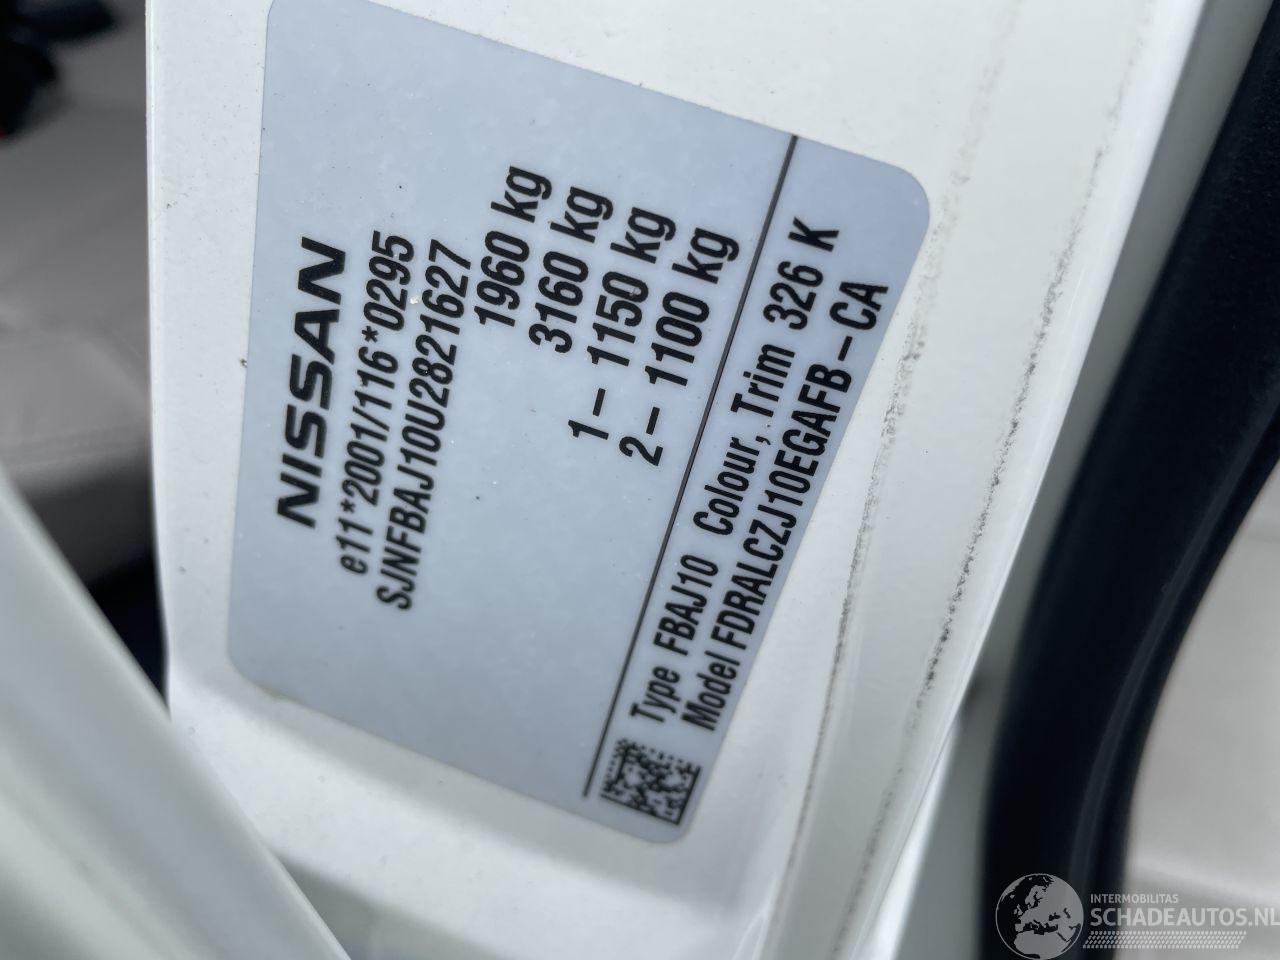 NISSAN
e11*2001/116*0295
SJNFBAJ10U2821627
1960 kg
3160 kg
1– 1150 kg
2– 1100 kg
Type FBAJ10 Colour, Trim 326 K
Model FDRALCZJ10EGAFB–CA
INTERMOBILITAS
SCHADEAUTOS.NL